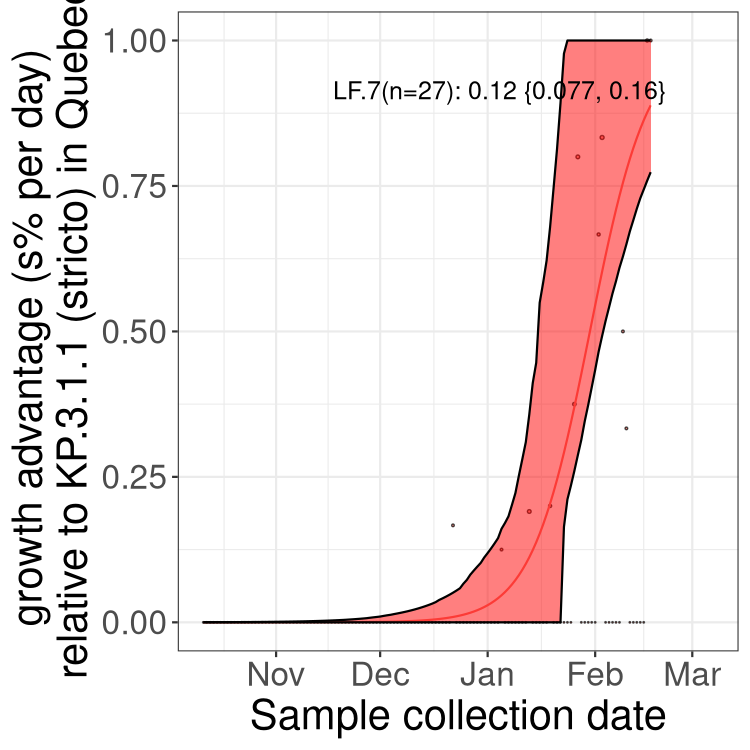 growth advantage (s% per day)
relative to KP.3.1.1 (stricto) in Quebec
1.00
0.75
0.50
0.25
0.00
LF.7(n=27): 0.12 {0.077, 0.16}
Nov Dec Jan Feb Mar
Sample collection date